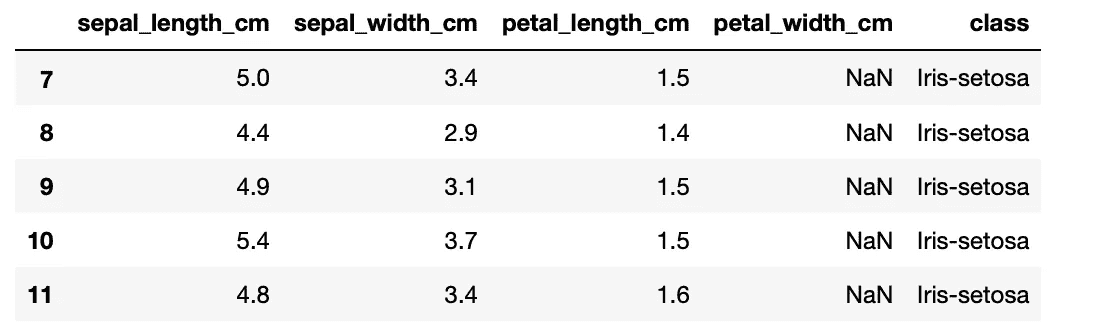 sepal_length_cm sepal_width_cm petal_length_cm petal_width_cm class
7 5.0 3.4 1.5 NaN Iris-setosa
8 4.4 2.9 1.4 NaN Iris-setosa
9 4.9 3.1 1.5 NaN Iris-setosa
10 5.4 3.7 1.5 NaN Iris-setosa
11 4.8 3.4 1.6 NaN Iris-setosa